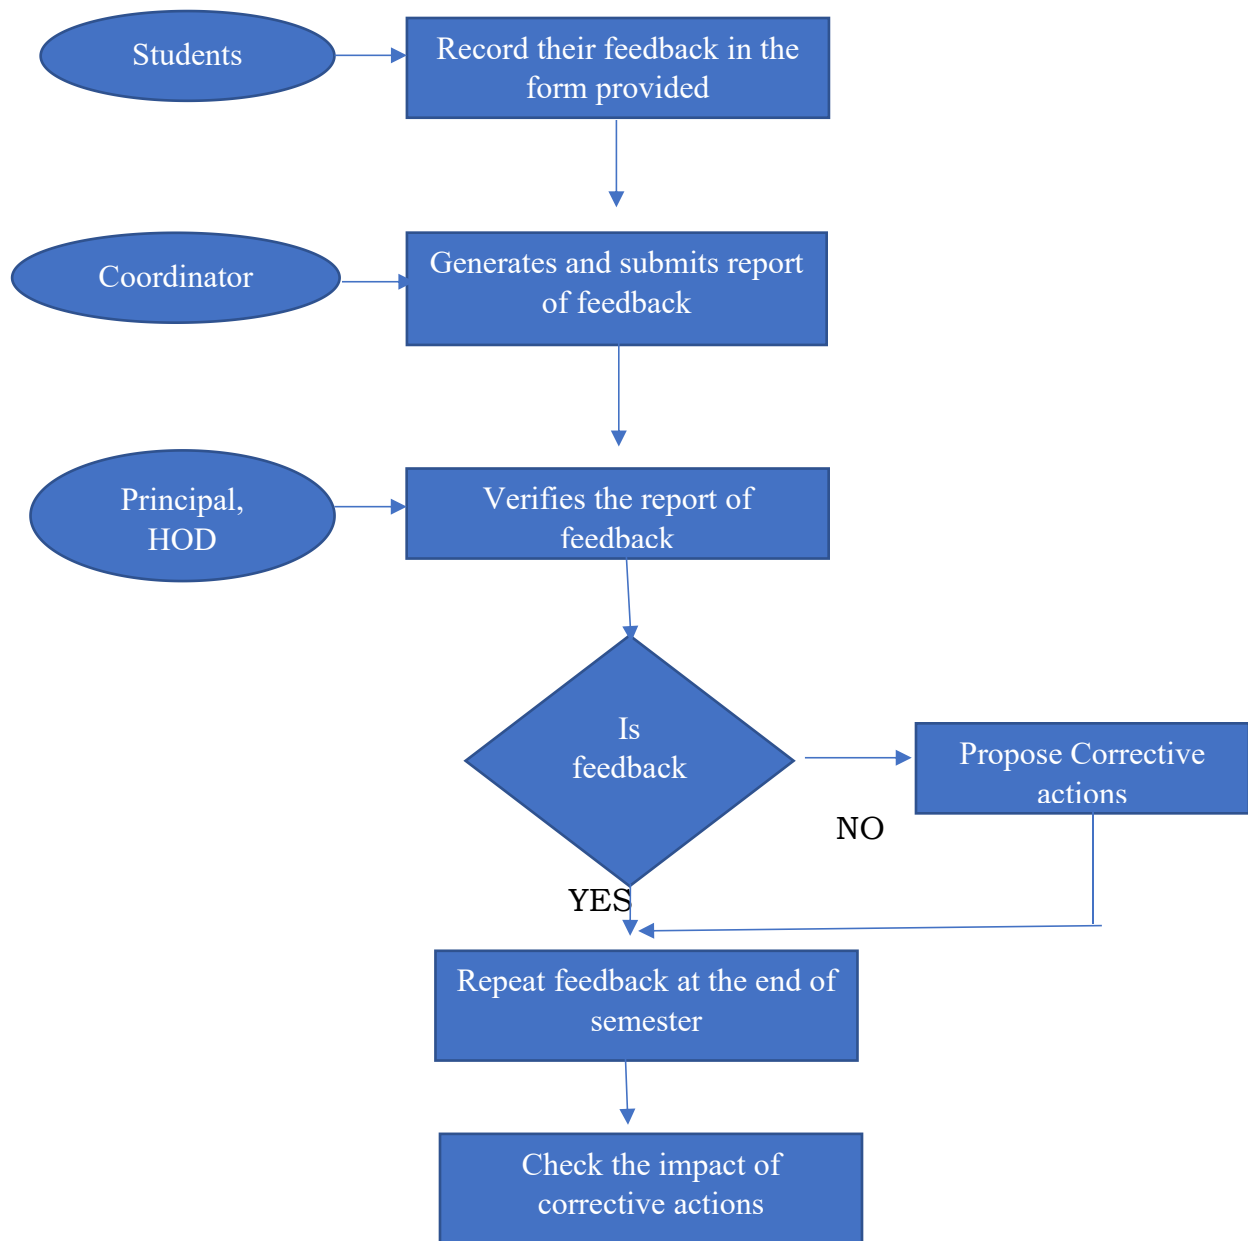 Students
Record their feedback in the
form provided
Coordinator
Generates and submits report
of feedback
Principal,
HOD
Verifies the report of
feedback
Is
feedback
Propose Corrective
actions
NO
YES
Repeat feedback at the end of
semester
Check the impact of
corrective actions